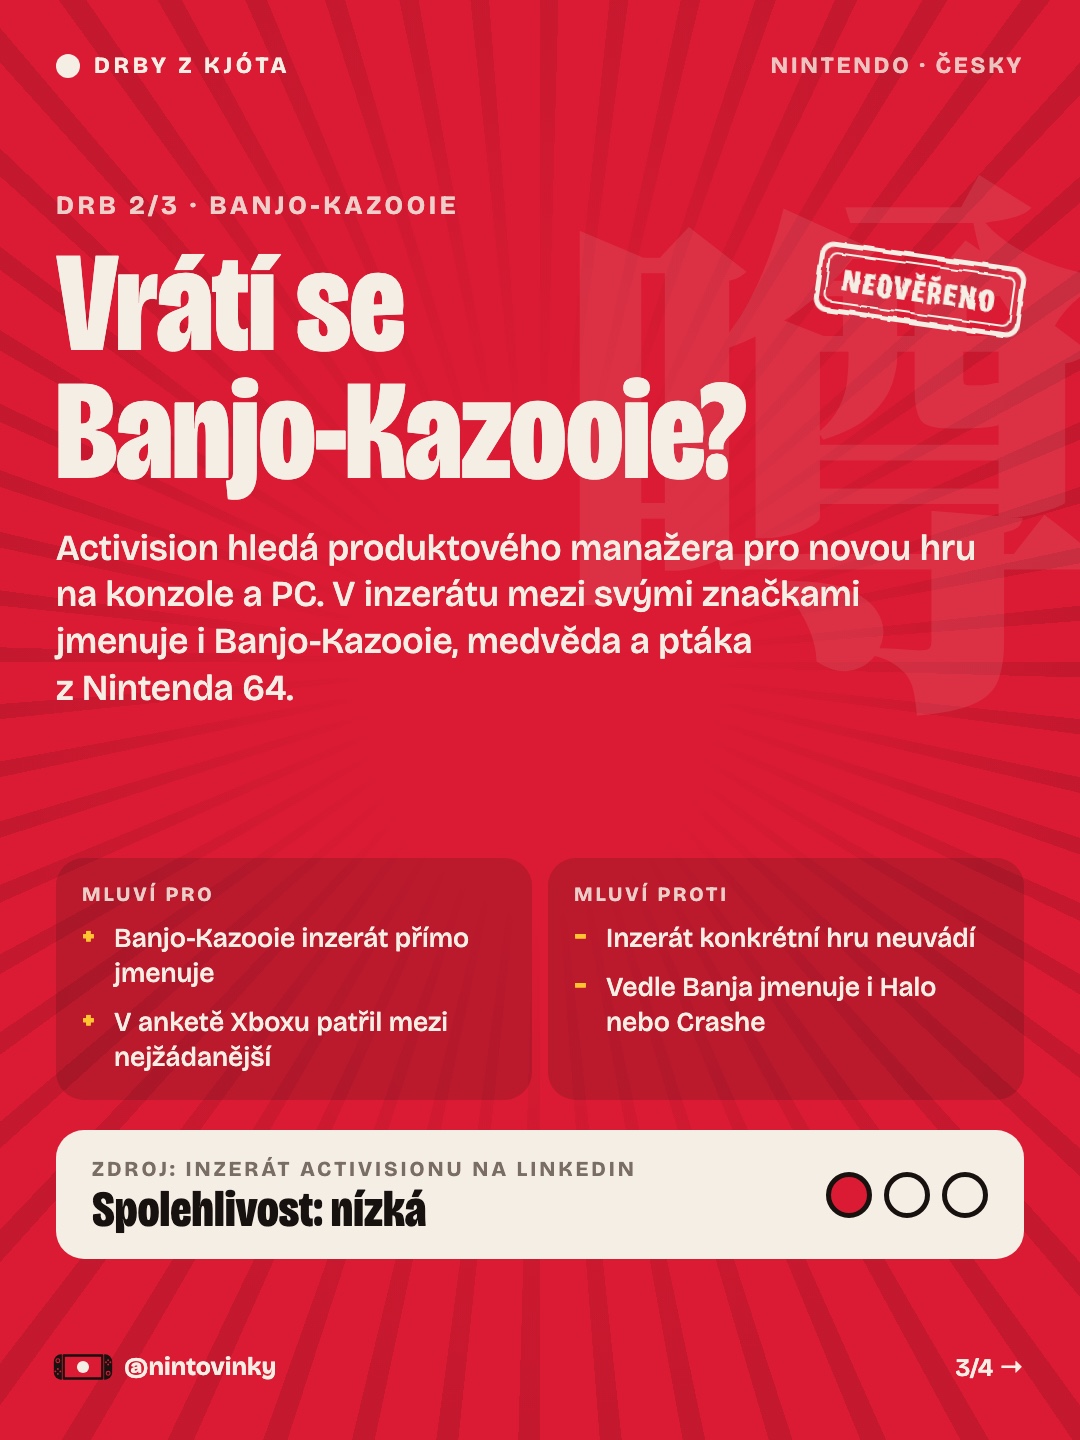 DRBY Z KJÓTA
NINTENDO · ČESKY
DRB 2/3 · BANJO-KAZOOIE
噂
NEOVĚŘENO
Vrátí se
Banjo-Kazooie?
Activision hledá produktového manažera pro novou hru
na konzole a PC. V inzerátu mezi svými značkami
jmenuje i Banjo-Kazooie, medvěda a ptáka
z Nintenda 64.
MLUVÍ PRO
+ Banjo-Kazooie inzerát přímo
jmenuje
+ V anketě Xboxu patřil mezi
nejžádanější
MLUVÍ PROTI
– Inzerát konkrétní hru neuvádí
– Vedle Banja jmenuje i Halo
nebo Crashe
ZDROJ: INZERÁT ACTIVISIONU NA LINKEDIN
Spolehlivost: nízká
@nintovinky
3/4 →